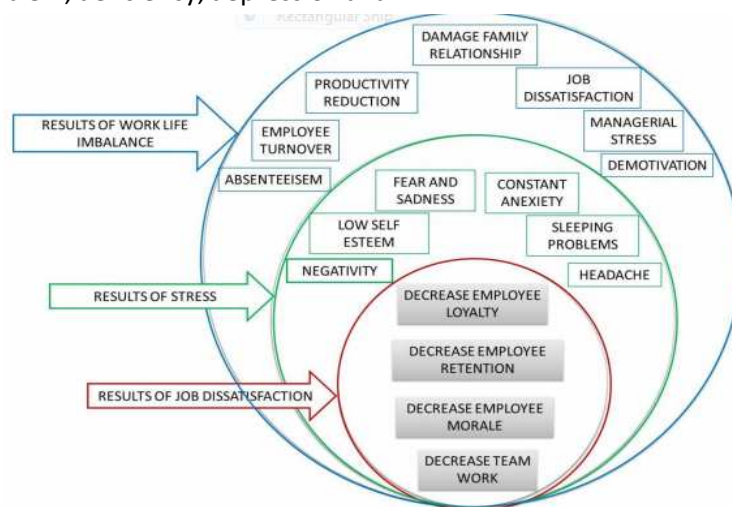 Rectangular Snip
DAMAGE FAMILY
RELATIONSHIP
PRODUCTIVITY
REDUCTION
JOB
DISSATISFACTION
RESULTS OF WORK LIFE
IMBALANCE
EMPLOYEE
TURNOVER
MANAGERIAL
STRESS
ABSENTEEISEM
DEMOTIVATION
FEAR AND
SADNESS
CONSTANT
ANEXIETY
LOW SELF
ESTEEM
SLEEPING
PROBLEMS
NEGATIVITY
HEADACHE
RESULTS OF STRESS
DECREASE EMPLOYEE
LOYALTY
DECREASE EMPLOYEE
RETENTION
RESULTS OF JOB DISSATISFACTION
DECREASE EMPLOYEE
MORALE
DECREASE TEAM
WORK